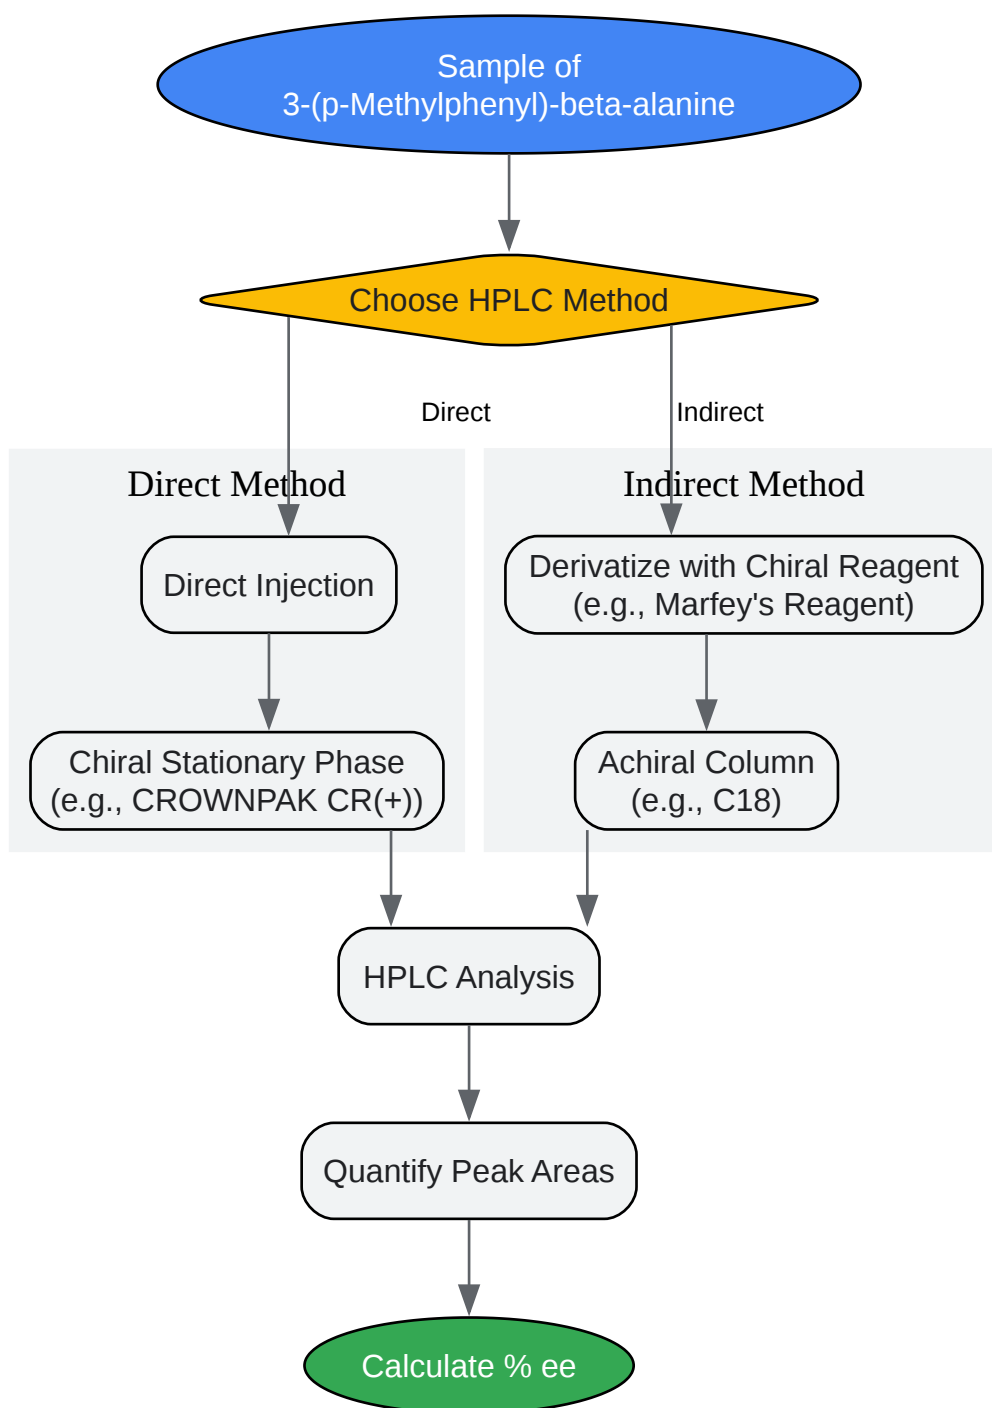 Sample of
3-(p-Methylphenyl)-beta-alanine
Choose HPLC Method
Direct
Indirect
Direct Method
Indirect Method
Direct Injection
Derivatize with Chiral Reagent
(e.g., Marfey's Reagent)
Chiral Stationary Phase
(e.g., CROWNPAK CR(+))
Achiral Column
(e.g., C18)
HPLC Analysis
Quantify Peak Areas
Calculate % ee